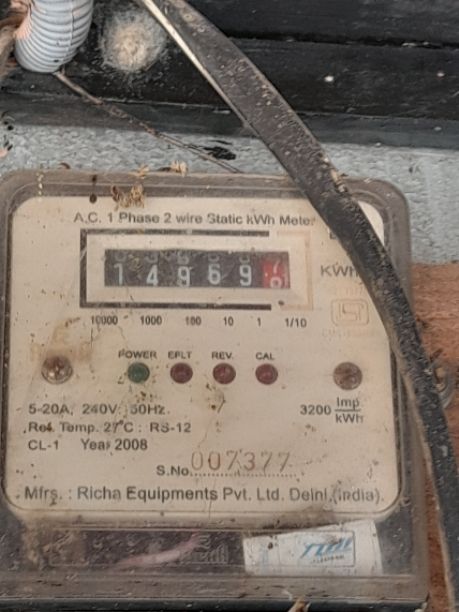 A.C. 1 Phase 2 wire Static kWh Meter
14969
KWh
10000 1000 100 10 1 1/10
POWER EFLT REV. CAL
5-20A, 240V, 50Hz.
3200 Imp/kWh
Ref. Temp. 27°C : RS-12
CL-1 Year 2008
S.No. 007377
Mfrs. : Richa Equipments Pvt. Ltd. Delhi,(India)